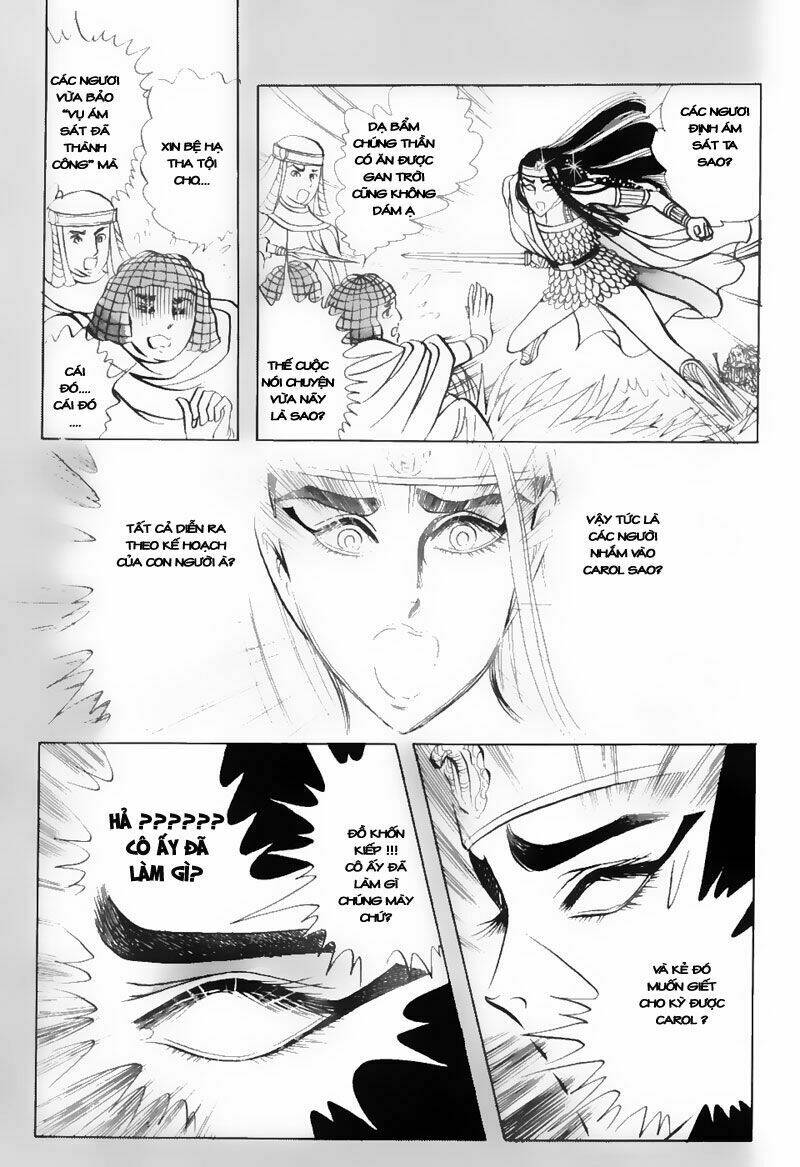 CÁC NGƯƠI
ĐỊNH ÁM
SÁT TA
SAO?
DẠ BẨM
CHÚNG THẦN
CÓ ĂN ĐƯỢC
GAN TRỜI
CŨNG KHÔNG
DÁM Ạ
THẾ CUỘC
NÓI CHUYỆN
VỪA NÃY
LÀ SAO?
XIN BỆ HẠ
THA TỘI
CHO....
CÁC NGƯƠI
VỪA BẢO
“VỤ ÁM
SÁT ĐÃ
THÀNH
CÔNG” MÀ
CÁI
ĐÓ....
CÁI ĐÓ
....
VẬY TỨC LÀ
CÁC NGƯỜI
NHẮM VÀO
CAROL SAO?
TẤT CẢ DIỄN RA
THEO KẾ HOẠCH
CỦA CON NGƯỜI À?
VÀ KẺ ĐÓ
MUỐN GIẾT
CHO KỲ ĐƯỢC
CAROL ?
ĐỒ KHỐN
KIẾP !!!
CÔ ẤY ĐÃ
LÀM GÌ
CHÚNG MÀY
CHỨ?
HẢ ??????
CÔ ẤY ĐÃ
LÀM GÌ?